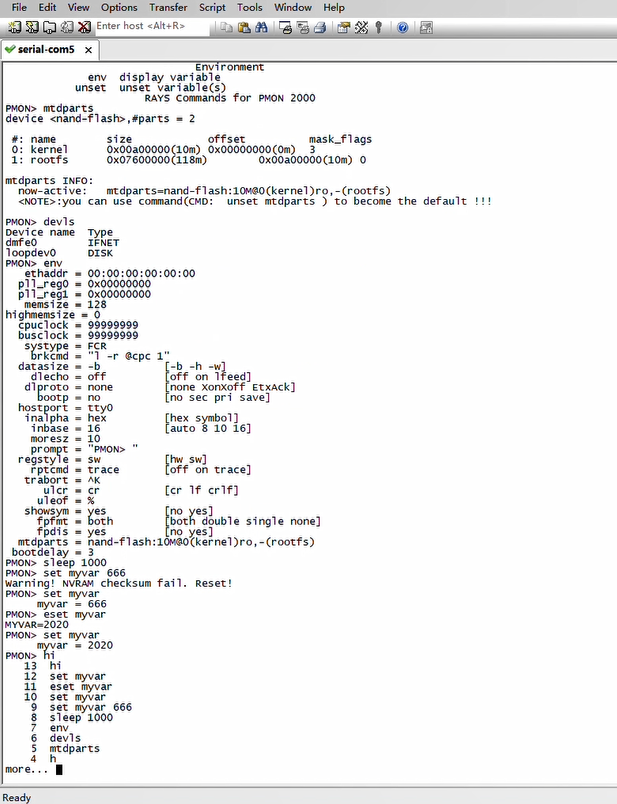 File Edit View Options Transfer Script Tools Window Help
Enter host <Alt+R>
serial-com5
Environment
env display variable
unset unset variable(s)
RAYS Commands for PMON 2000
PMON> mtdparts
device <nand-flash>,#parts = 2
#: name size offset mask_flags
0: kernel 0x00a00000(10m) 0x00000000(0m) 3
1: rootfs 0x07600000(118m) 0x00a00000(10m) 0
mtdparts INFO:
now-active: mtdparts=nand-flash:10M@0(kernel)ro,-(rootfs)
<NOTE>:you can use command(CMD: unset mtdparts ) to become the default !!!
PMON> devls
Device name Type
dmfe0 IFNET
loopdev0 DISK
PMON> env
ethaddr = 00:00:00:00:00:00
pll_reg0 = 0x00000000
pll_reg1 = 0x00000000
memsize = 128
highmemsize = 0
cpuclock = 99999999
busclock = 99999999
systype = FCR
brkcmd = "l -r @cpc 1"
datasize = -b [-b -h -w]
dlecho = off [off on lfeed]
dlproto = none [none XonXoff EtxAck]
bootp = no [no sec pri save]
hostport = tty0
inalpha = hex [hex symbol]
inbase = 16 [auto 8 10 16]
moresz = 10
prompt = "PMON> "
regstyle = sw [hw sw]
rptcmd = trace [off on trace]
trabort = ^K
ulcr = cr [cr lf crlf]
uleof = %
showsym = yes [no yes]
fpfmt = both [both double single none]
fpdis = yes [no yes]
mtdparts = nand-flash:10M@0(kernel)ro,-(rootfs)
bootdelay = 3
PMON> sleep 1000
PMON> set myvar 666
Warning! NVRAM checksum fail. Reset!
PMON> set myvar
myvar = 666
PMON> eset myvar
MYVAR=2020
PMON> set myvar
myvar = 2020
PMON> hi
13 hi
12 set myvar
11 eset myvar
10 set myvar
9 set myvar 666
8 sleep 1000
7 env
6 devls
5 mtdparts
4 h
more...
Ready